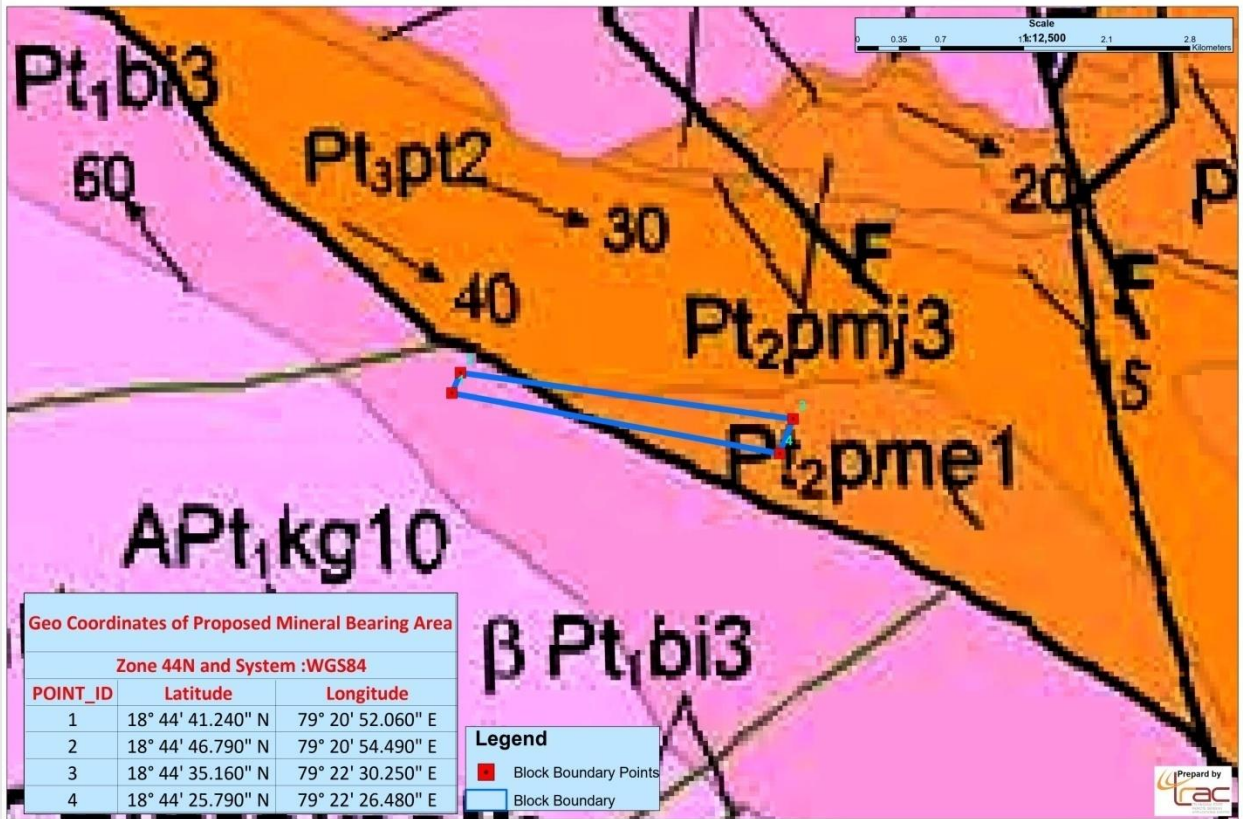 Scale
1:12,500
0 0.35 0.7 2.1 2.8
Kilometers
Pt₁bi3
60
Pt₃pt2
30
40
20
F
F
Pt₂pmj3
5
3
4
Pt₂pme1
APt₁kg10
β Pt₁bi3
Geo Coordinates of Proposed Mineral Bearing Area
Zone 44N and System :WGS84
POINT_ID Latitude Longitude
1 18° 44' 41.240" N 79° 20' 52.060" E
2 18° 44' 46.790" N 79° 20' 54.490" E
3 18° 44' 35.160" N 79° 22' 30.250" E
4 18° 44' 25.790" N 79° 22' 26.480" E
Legend
Block Boundary Points
Block Boundary
Prepard by
trac